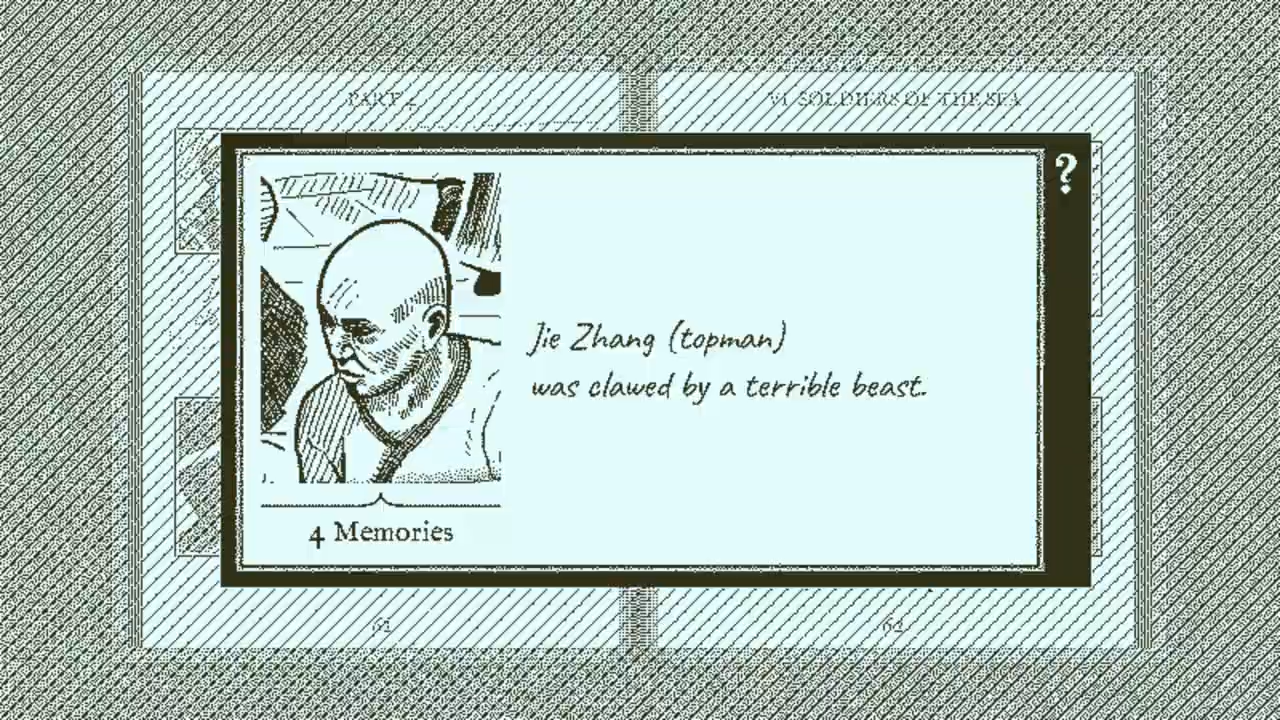 PART 4
VI. SOLDIERS OF THE SEA
?
Jie Zhang (topman)
was clawed by a terrible beast.
4 Memories
61
62